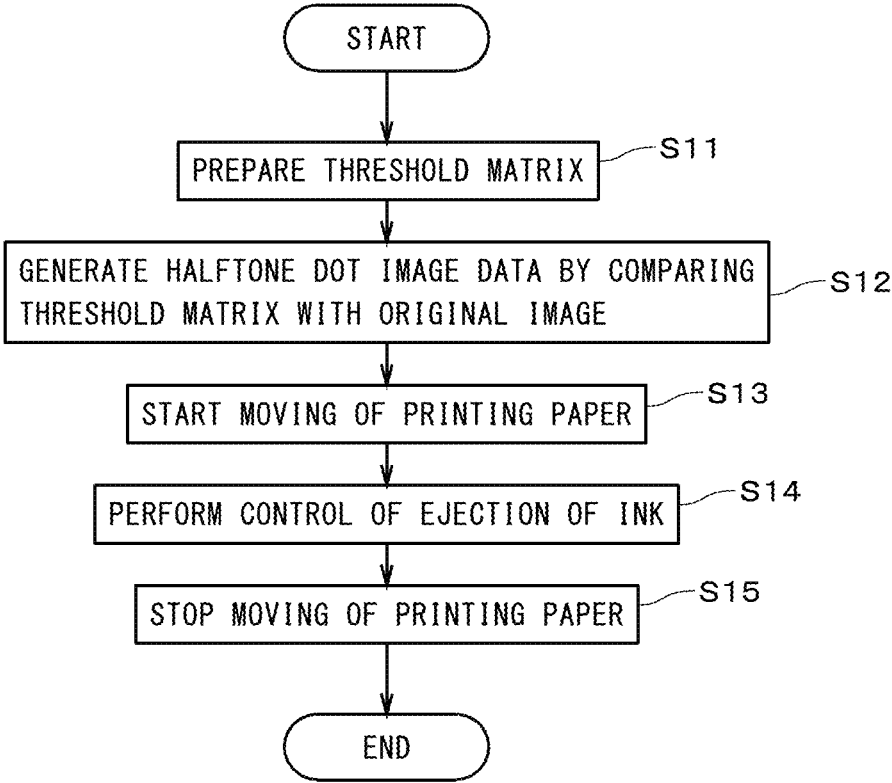 START
PREPARE THRESHOLD MATRIX
S11
GENERATE HALFTONE DOT IMAGE DATA BY COMPARING
THRESHOLD MATRIX WITH ORIGINAL IMAGE
S12
START MOVING OF PRINTING PAPER
S13
PERFORM CONTROL OF EJECTION OF INK
S14
STOP MOVING OF PRINTING PAPER
S15
END